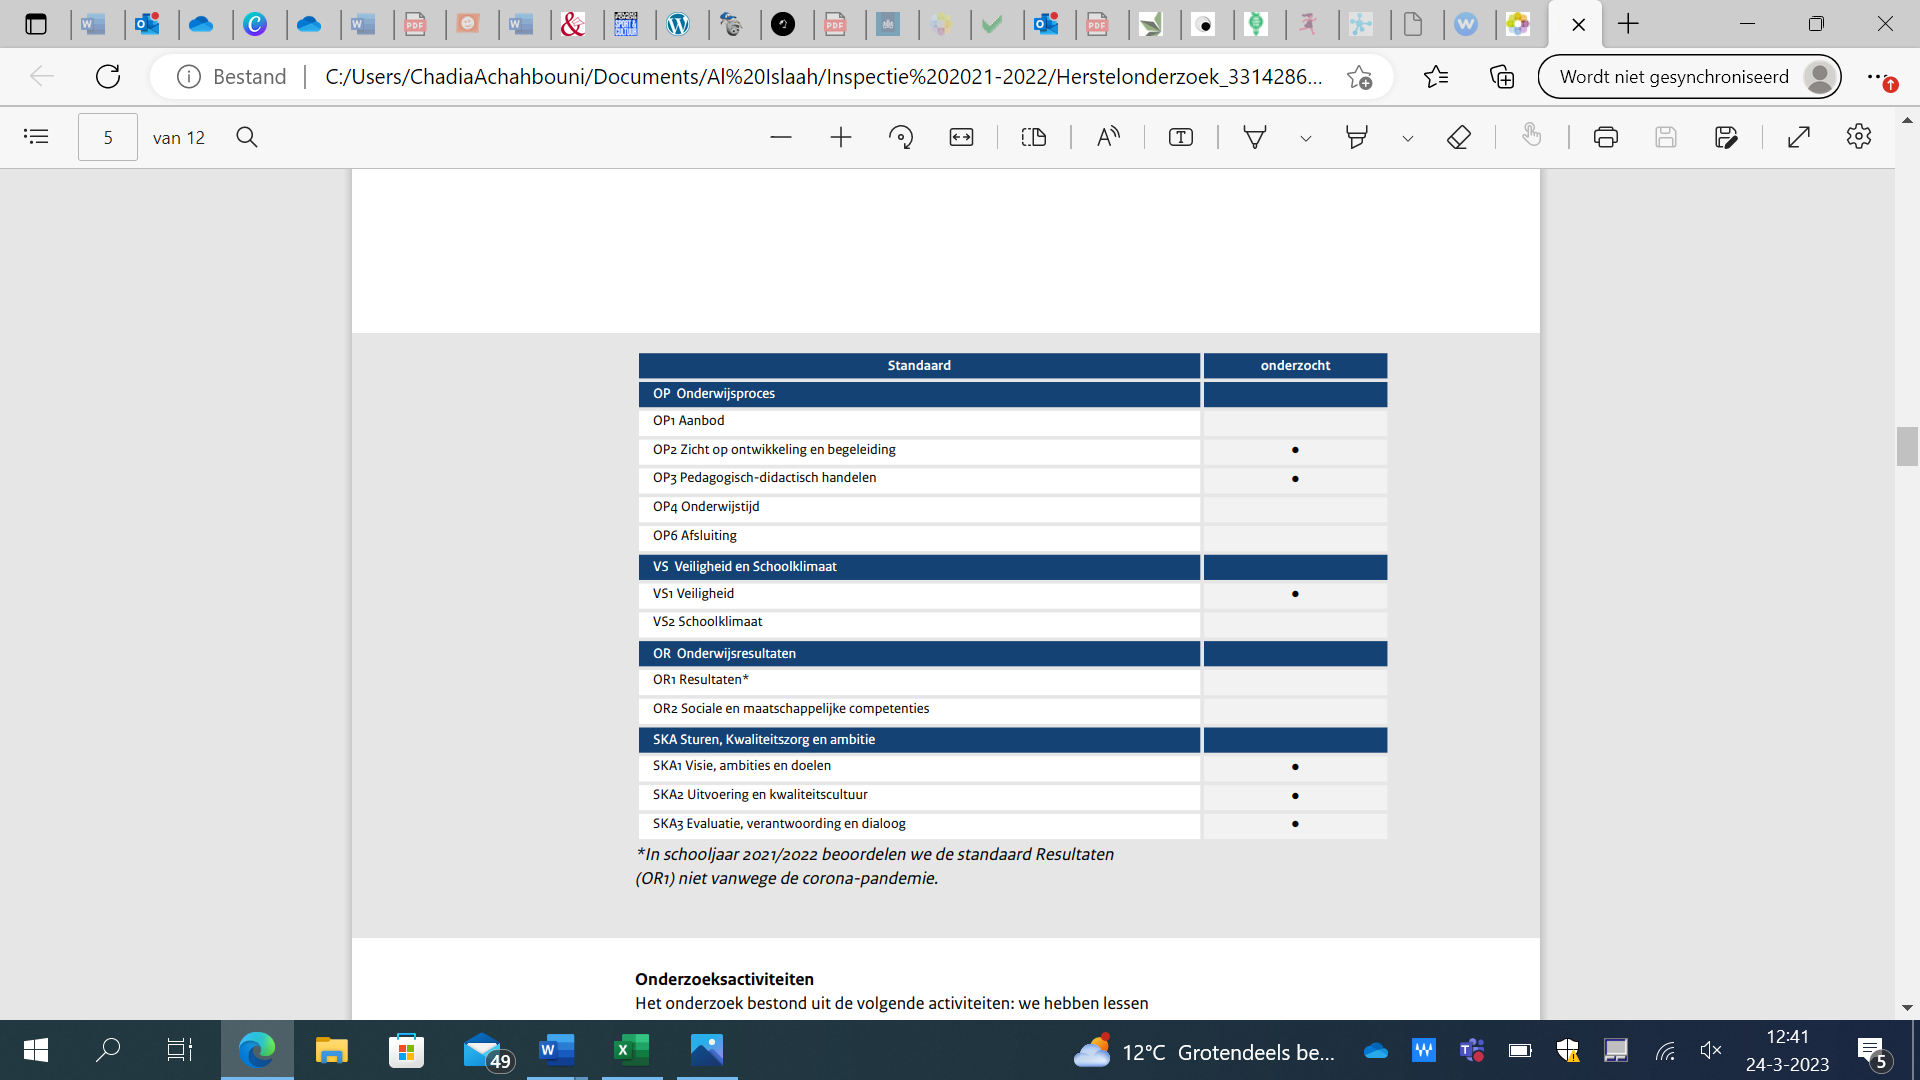 Bestand
C:/Users/ChadiaAchahbouni/Documents/Al%20Islaah/Inspectie%202021-2022/Herstelonderzoek_3314286...
Wordt niet gesynchroniseerd
5 van 12
Standaard onderzocht
OP Onderwijsproces
OP1 Aanbod
OP2 Zicht op ontwikkeling en begeleiding •
OP3 Pedagogisch-didactisch handelen •
OP4 Onderwijstijd
OP6 Afsluiting
VS Veiligheid en Schoolklimaat
VS1 Veiligheid •
VS2 Schoolklimaat
OR Onderwijsresultaten
OR1 Resultaten*
OR2 Sociale en maatschappelijke competenties
SKA Sturen, Kwaliteitszorg en ambitie
SKA1 Visie, ambities en doelen •
SKA2 Uitvoering en kwaliteitscultuur •
SKA3 Evaluatie, verantwoording en dialoog •
*In schooljaar 2021/2022 beoordelen we de standaard Resultaten
(OR1) niet vanwege de corona-pandemie.
Onderzoeksactiviteiten
Het onderzoek bestond uit de volgende activiteiten: we hebben lessen
49
12°C Grotendeels be...
12:41
24-3-2023
5